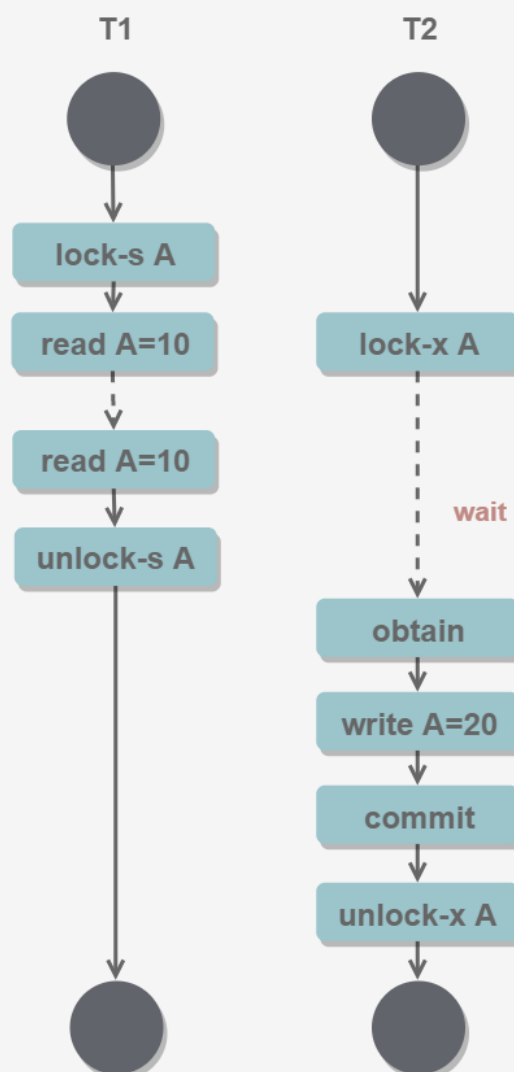 T1
T2
lock-s A
read A=10
lock-x A
read A=10
wait
unlock-s A
obtain
write A=20
commit
unlock-x A